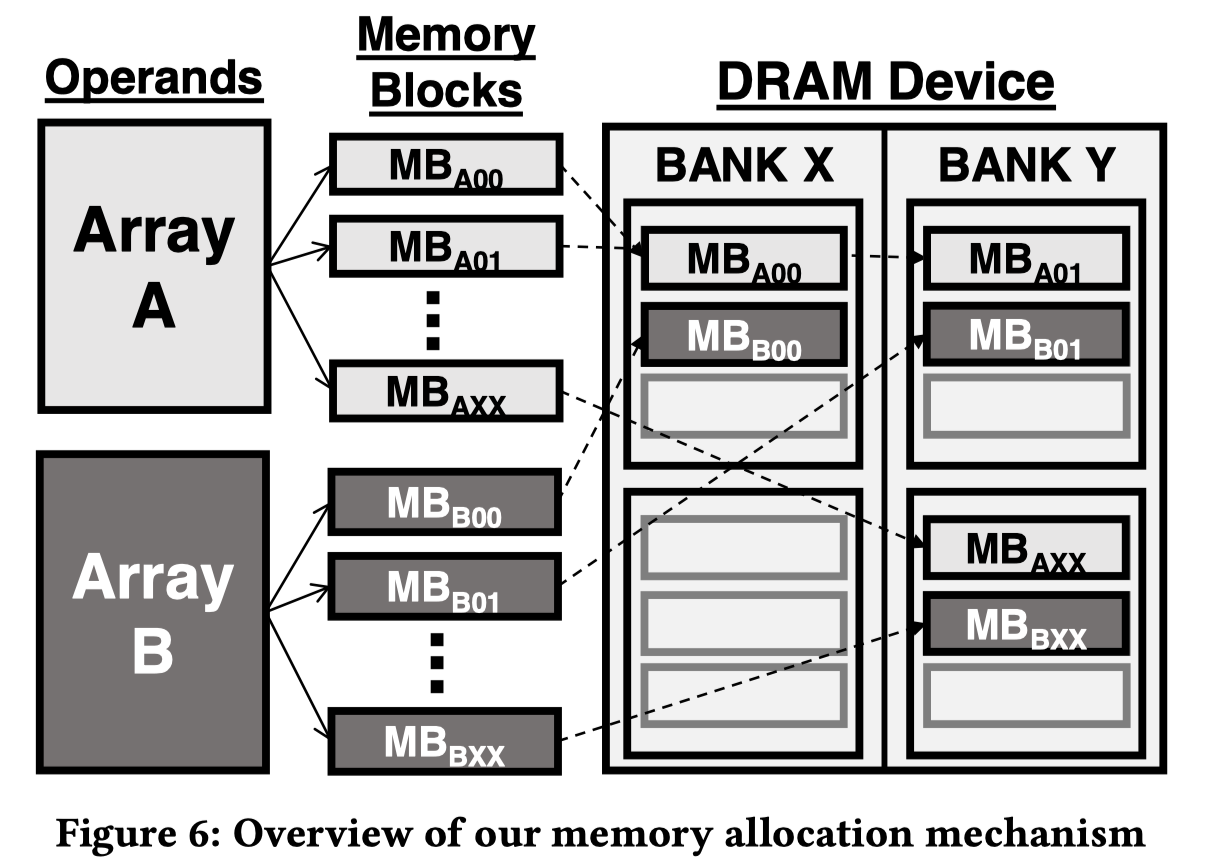 Operands
Memory
Blocks
DRAM Device
Array
A
MBA00
MBA01
MBAXX
Array
B
MBB00
MBB01
MBBXX
BANK X
MBA00
MBB00
BANK Y
MBA01
MBB01
MBAXX
MBBXX
Figure 6: Overview of our memory allocation mechanism